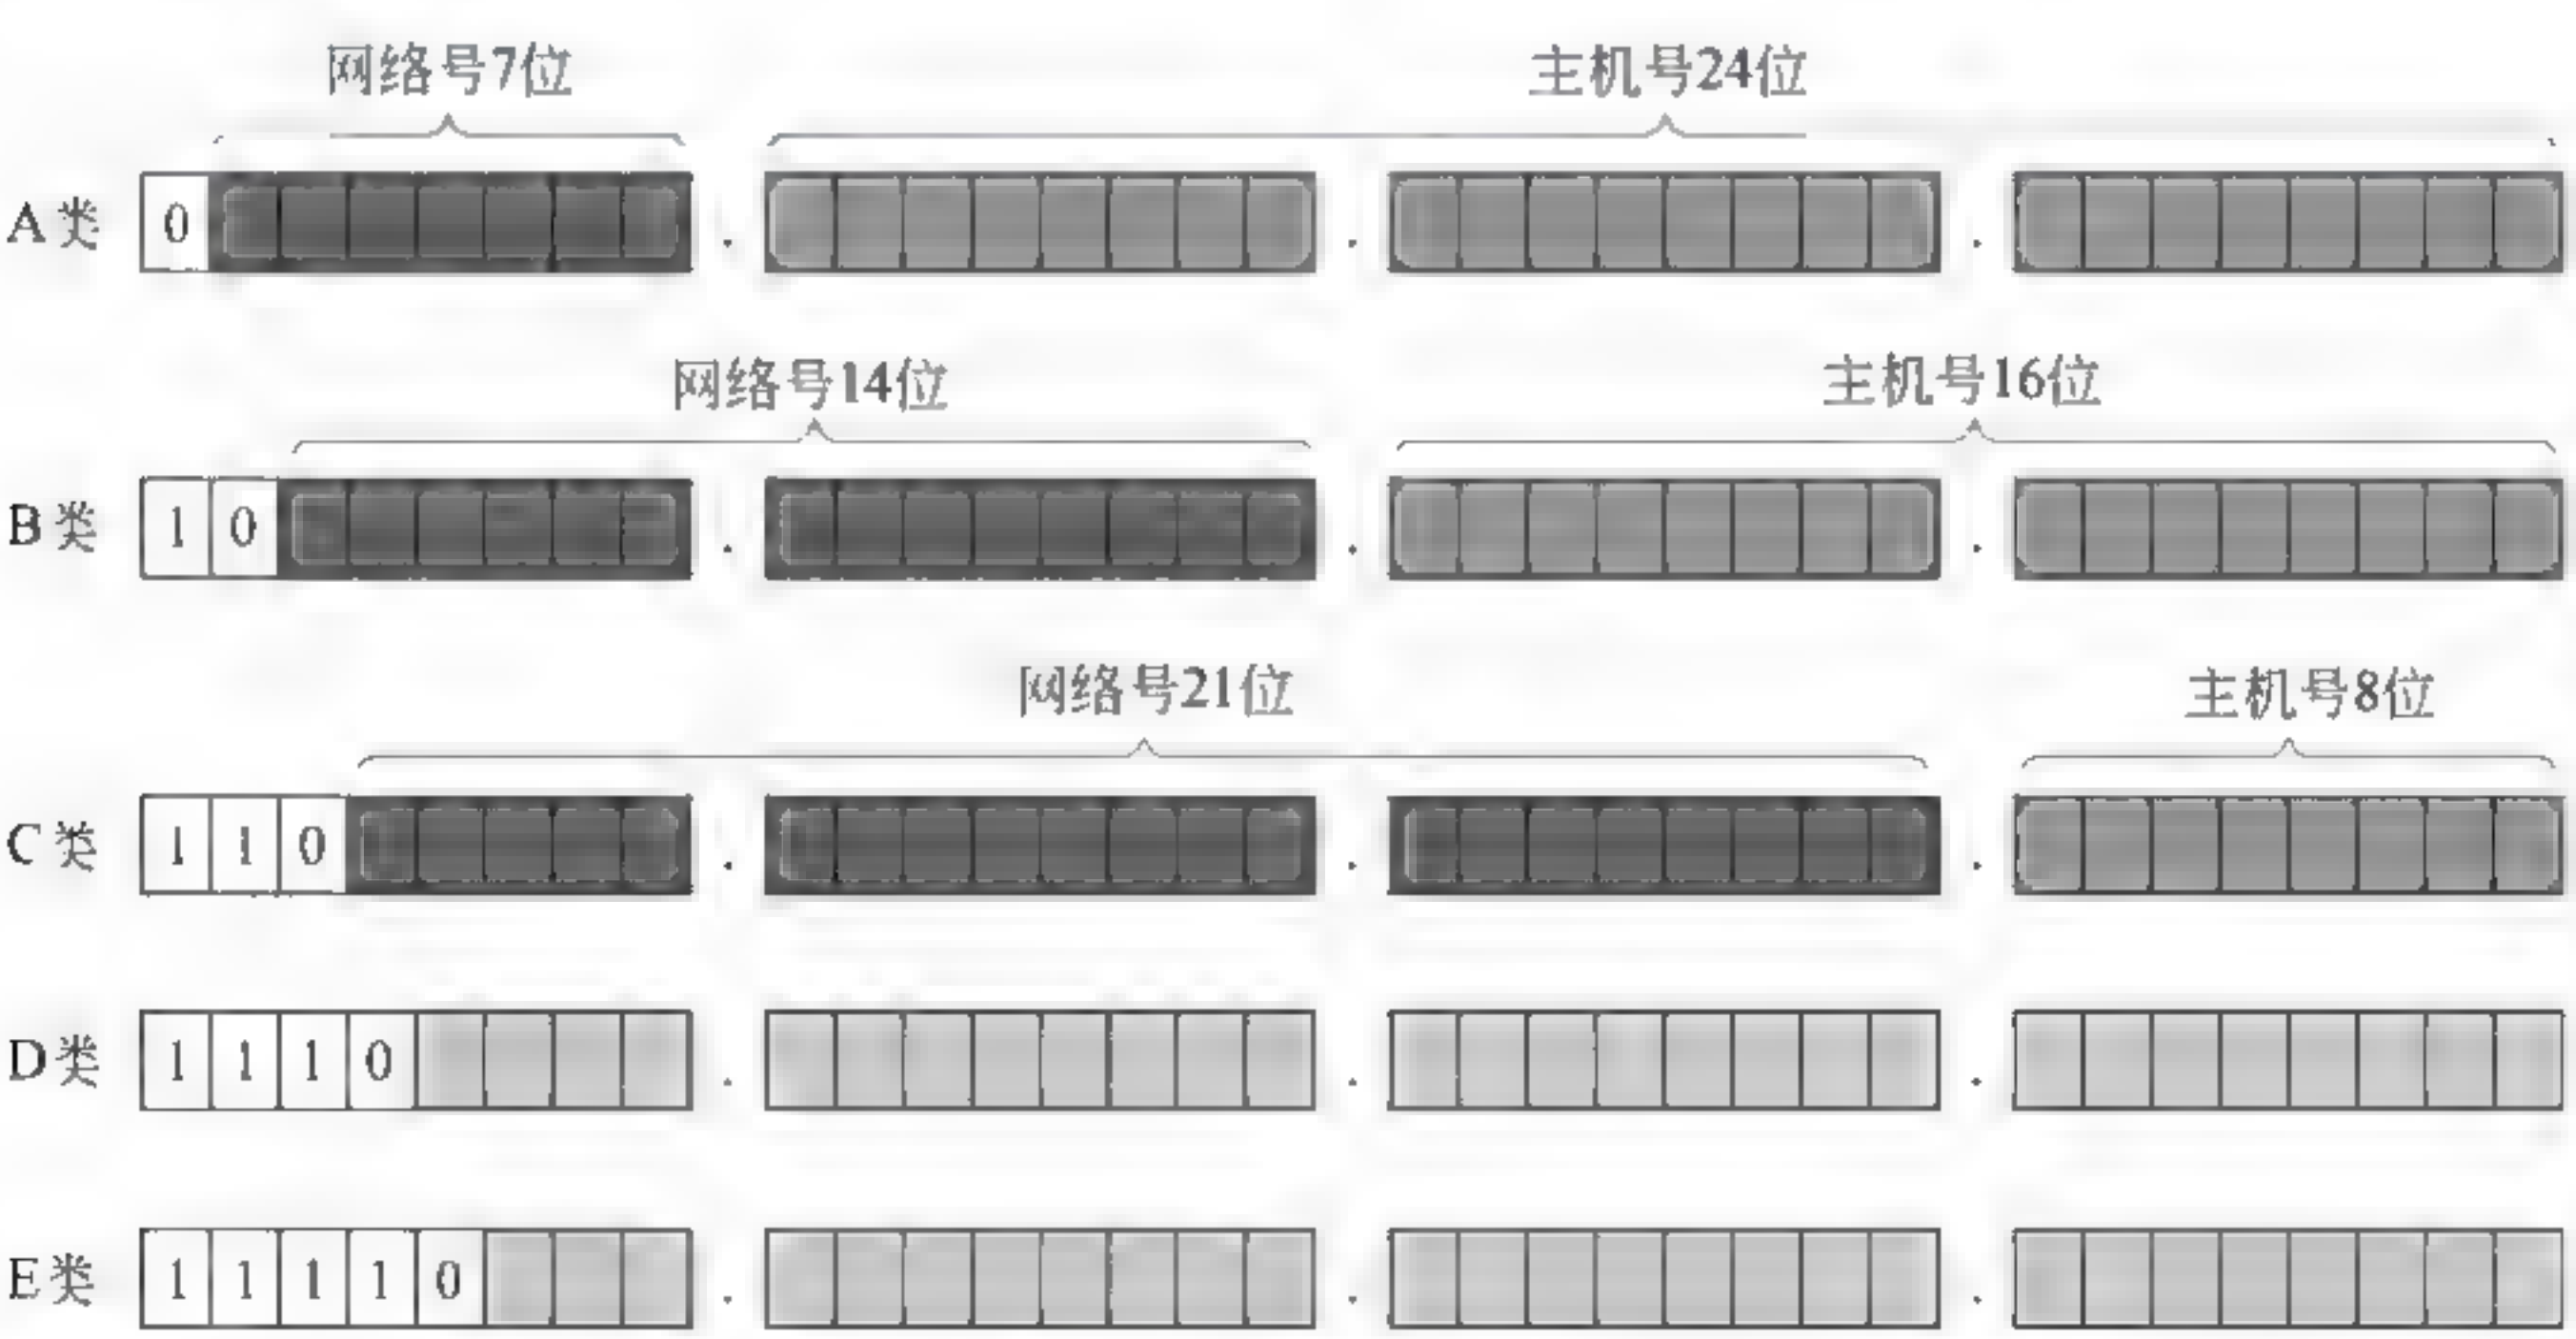 网络号7位 主机号24位
A类 0 . . .
网络号14位 主机号16位
B类 1 0 . . .
网络号21位 主机号8位
C类 1 1 0 . . .
D类 1 1 1 0 . . .
E类 1 1 1 1 0 . . .